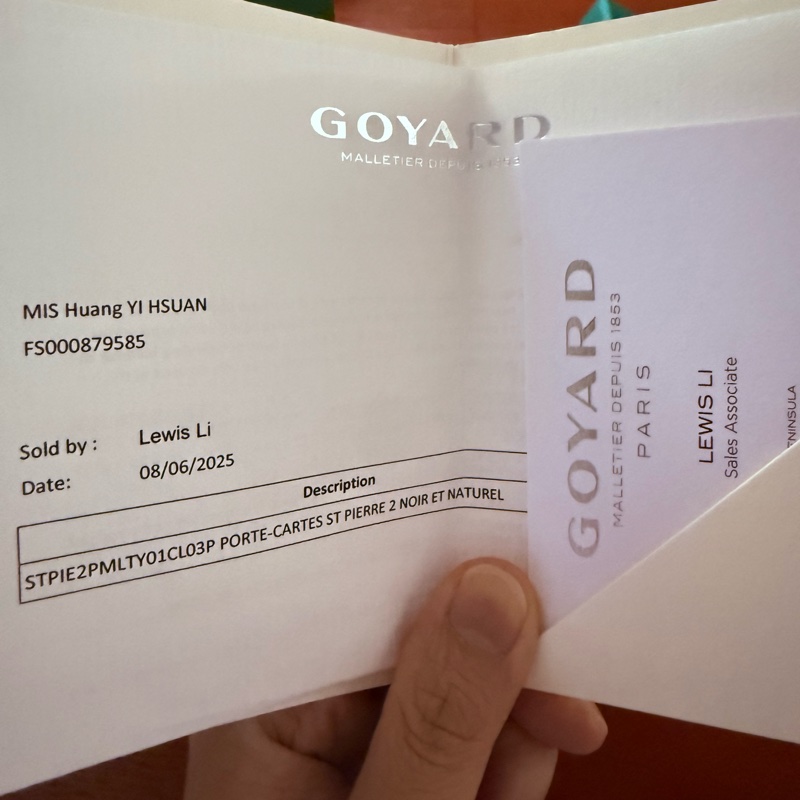 GOYARD
MALLETIER DEPUIS 1853
MIS Huang YI HSUAN
FS000879585
Sold by : Lewis Li
Date: 08/06/2025
Description
STPIE2PMLTY01CL03P PORTE-CARTES ST PIERRE 2 NOIR ET NATUREL
GOYARD
MALLETIER DEPUIS 1853
PARIS
LEWIS LI
Sales Associate